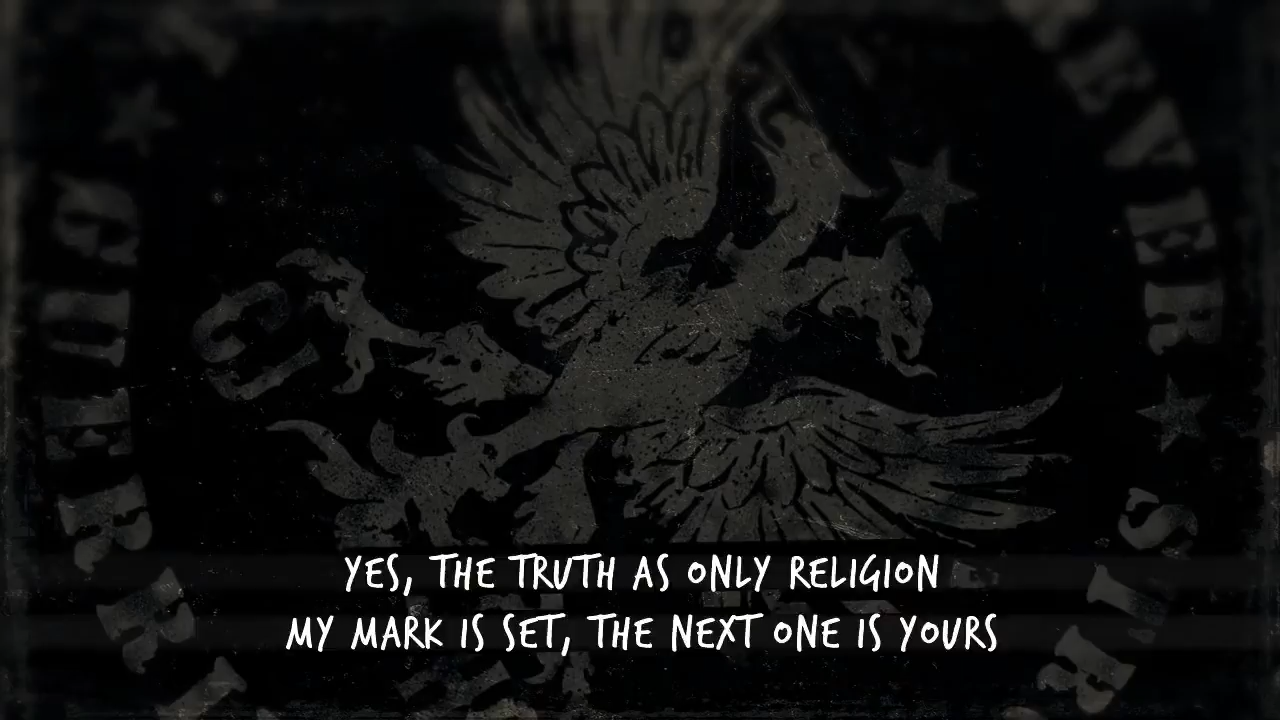 YES, THE TRUTH AS ONLY RELIGION
MY MARK IS SET, THE NEXT ONE IS YOURS